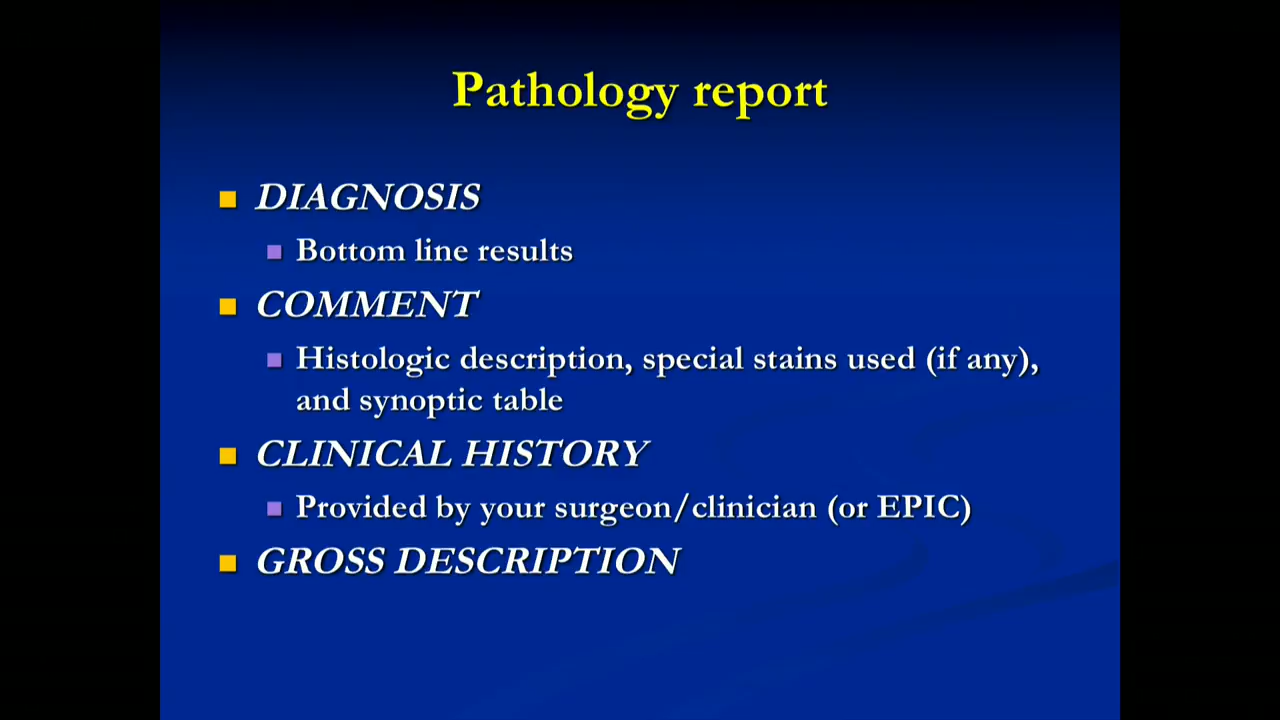 Pathology report
DIAGNOSIS
Bottom line results
COMMENT
Histologic description, special stains used (if any),
and synoptic table
CLINICAL HISTORY
Provided by your surgeon/clinician (or EPIC)
GROSS DESCRIPTION